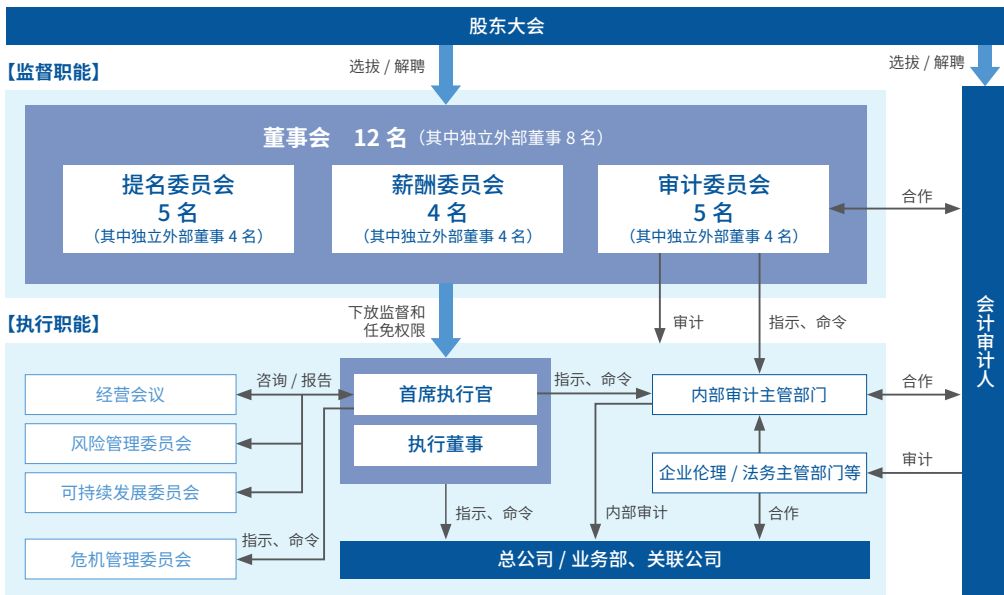 股东大会
选拔 / 解聘
选拔 / 解聘
【监督职能】
董事会　12 名（其中独立外部董事 8 名）
提名委员会
5 名
（其中独立外部董事 4 名）
薪酬委员会
4 名
（其中独立外部董事 4 名）
审计委员会
5 名
（其中独立外部董事 4 名）
合作
会计审计人
下放监督和
任免权限
审计
指示、命令
【执行职能】
经营会议
咨询 / 报告
首席执行官
指示、命令
内部审计主管部门
合作
风险管理委员会
执行董事
可持续发展委员会
企业伦理 / 法务主管部门等
审计
指示、命令
指示、命令
内部审计
合作
危机管理委员会
总公司 / 业务部、关联公司